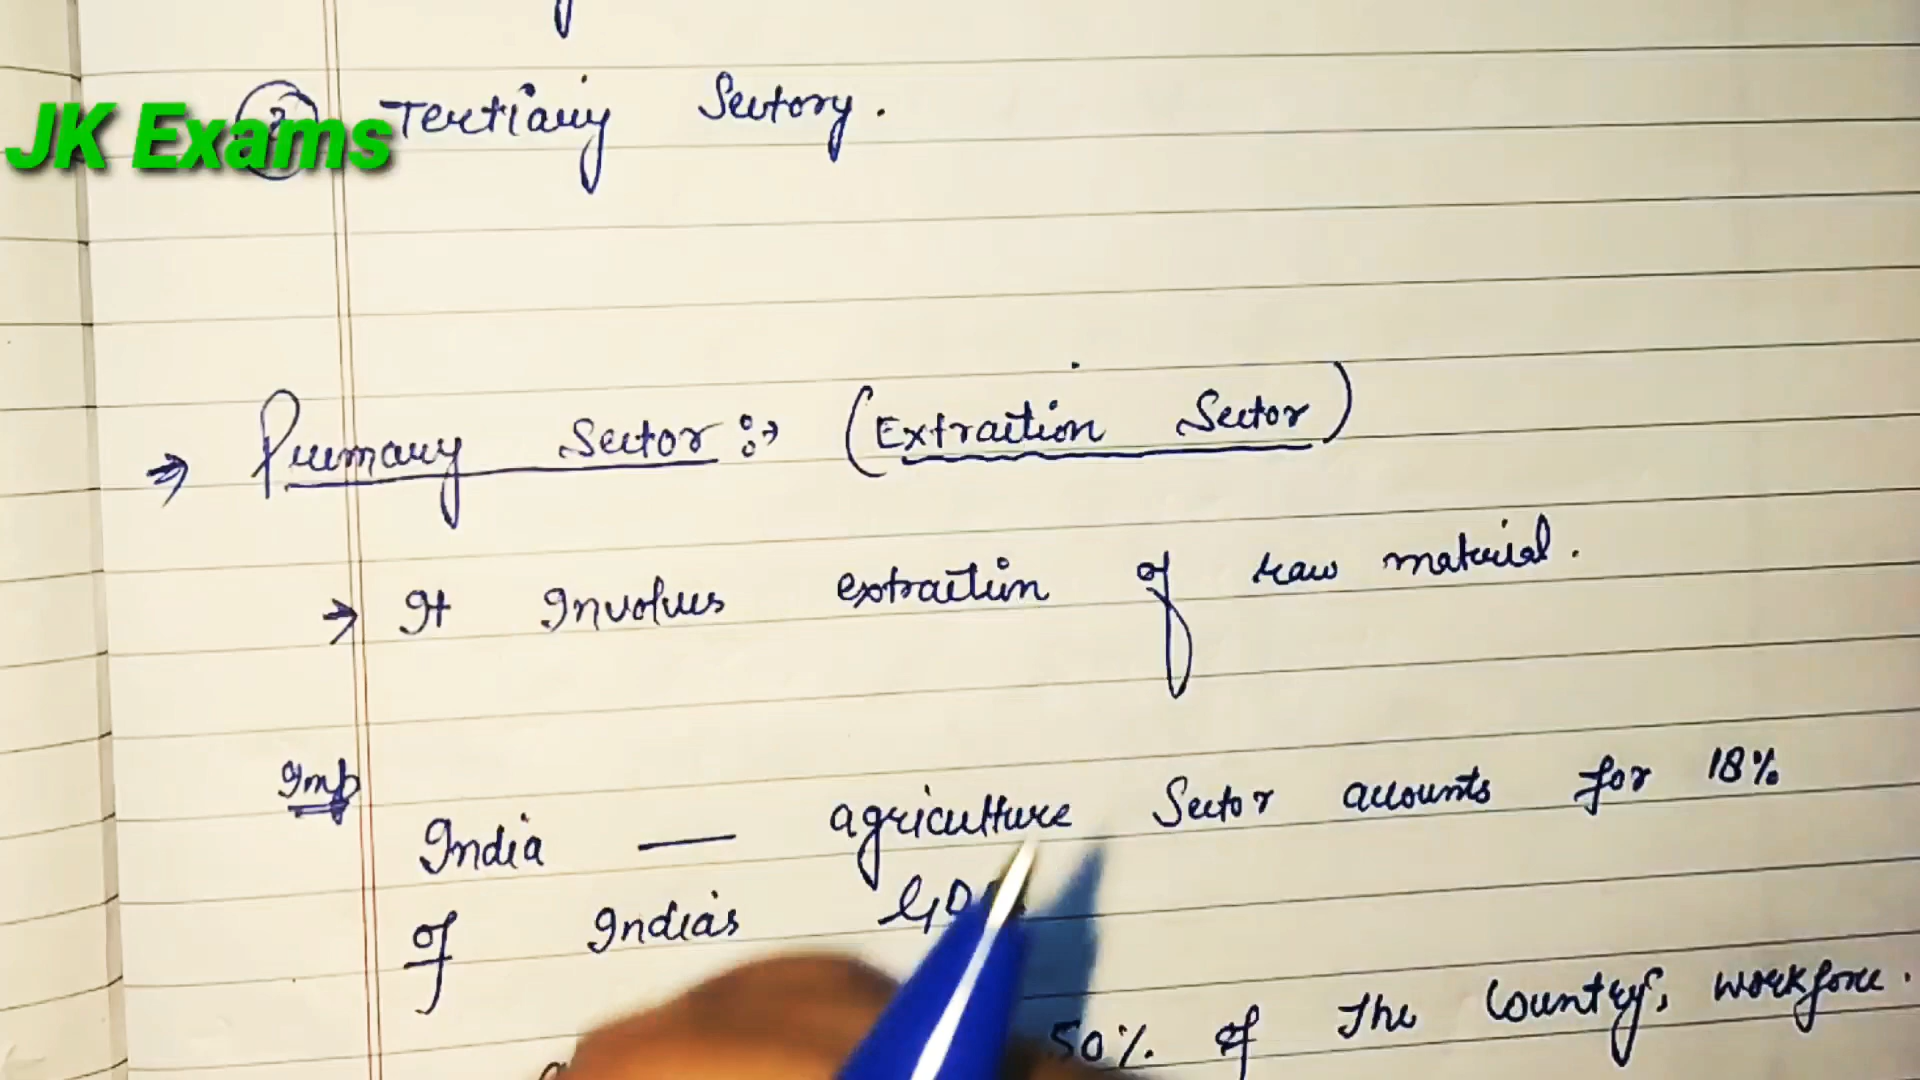 JK Exams
Tertiary Sectory.
⇒ Primary Sector :→ (Extraction Sector)
→ It Involves extraction of raw material.
Imp
India — agriculture Sector accounts for 18%
of India's GD
50% of The Country's workforce.